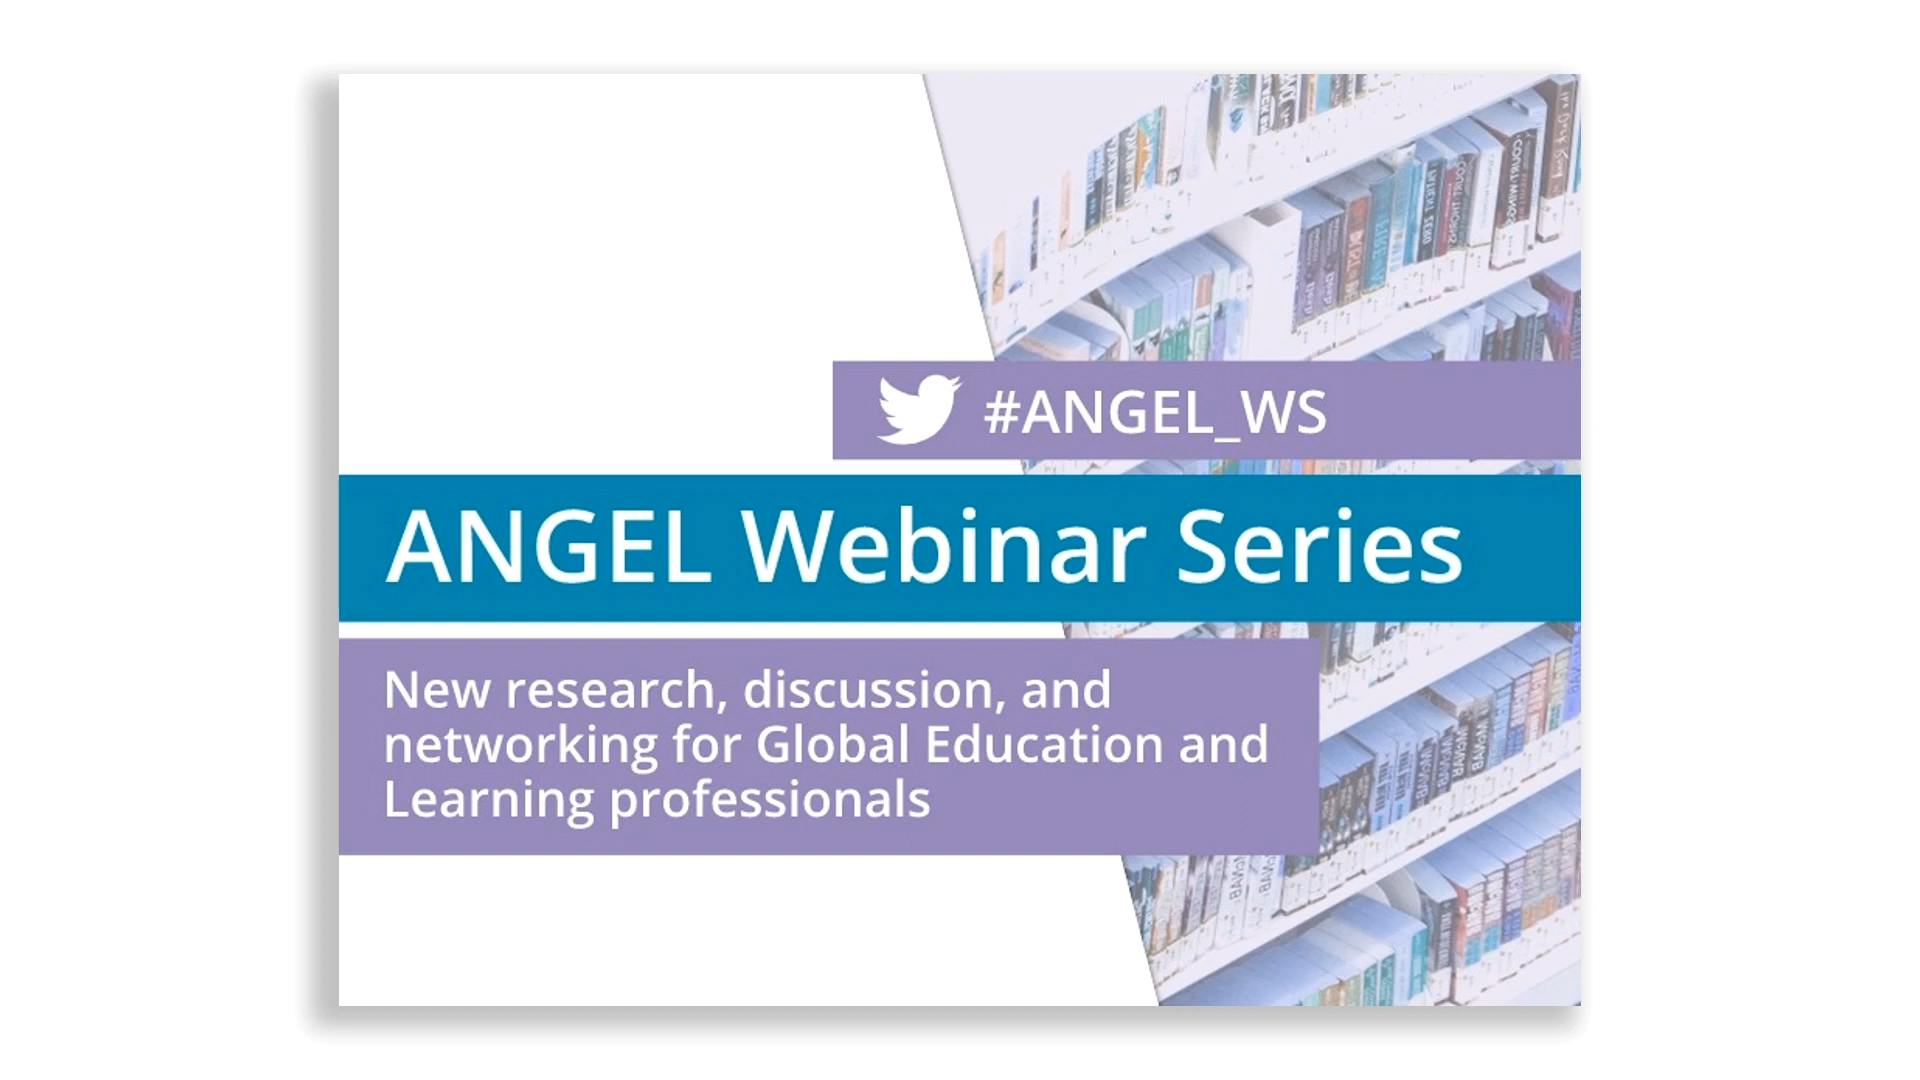 #ANGEL_WS
ANGEL Webinar Series
New research, discussion, and
networking for Global Education and
Learning professionals